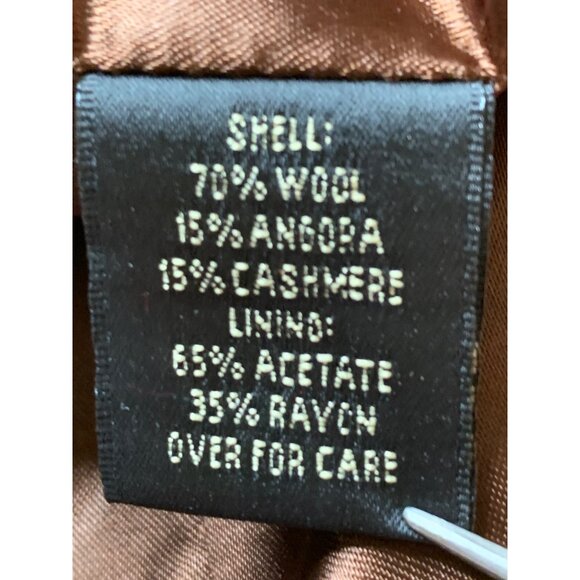 SHELL:
70% WOOL
15% ANGORA
15% CASHMERE
LINING:
65% ACETATE
35% RAYON
OVER FOR CARE